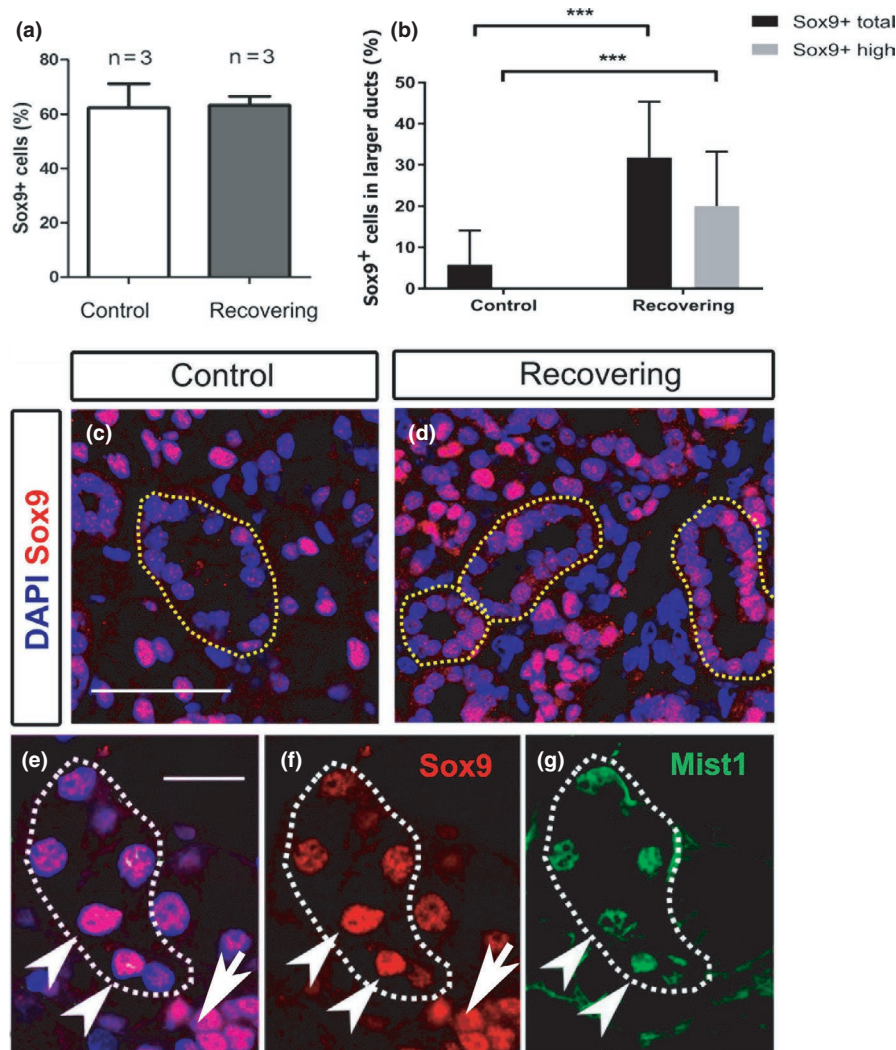 (a)
n = 3
n = 3
Sox9+ cells (%)
80
60
40
20
0
Control
Recovering
(b)
***
***
Sox9+ total
Sox9+ high
Sox9⁺ cells in larger ducts (%)
50
40
30
20
10
0
Control
Recovering
Control
Recovering
DAPI Sox9
(c)
(d)
(e)
(f)
Sox9
(g)
Mist1